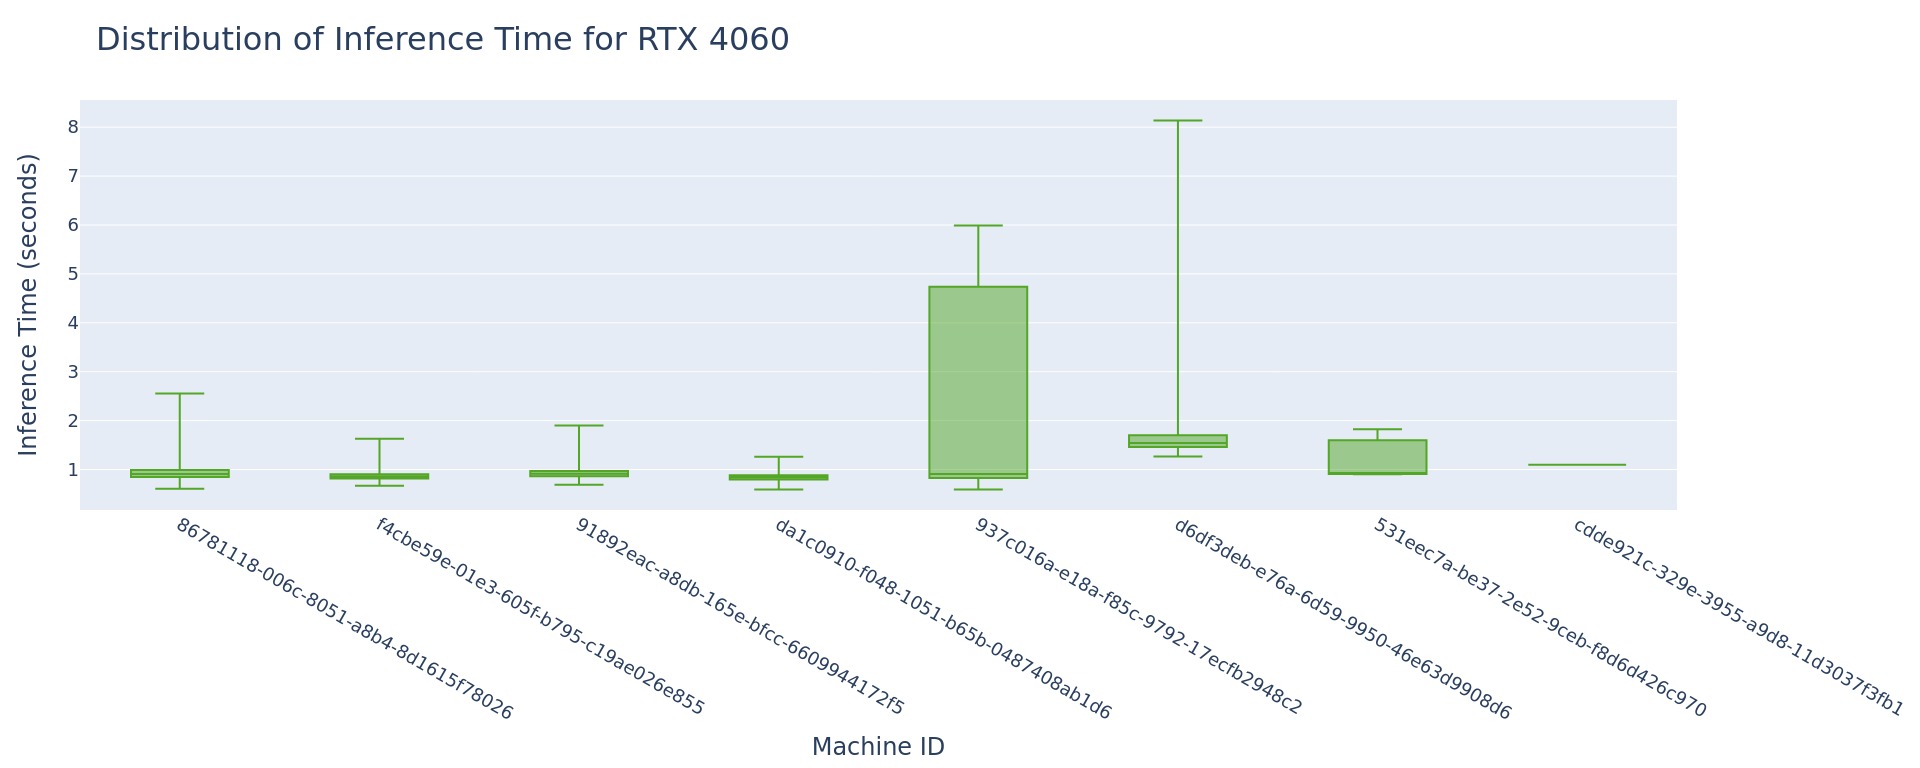 Distribution of Inference Time for RTX 4060
Inference Time (seconds)
8
7
6
5
4
3
2
1
86781118-006c-8051-a8b4-8d1615f78026
f4cbe59e-01e3-605f-b795-c19ae026e855
91892eac-a8db-165e-bfcc-6609944172f5
da1c0910-f048-1051-b65b-0487408ab1d6
937c016a-e18a-f85c-9792-17ecfb2948c2
d6df3deb-e76a-6d59-9950-46e63d9908d6
531eec7a-be37-2e52-9ceb-f8d6d426c970
cdde921c-329e-3955-a9d8-11d3037f3fb1
Machine ID